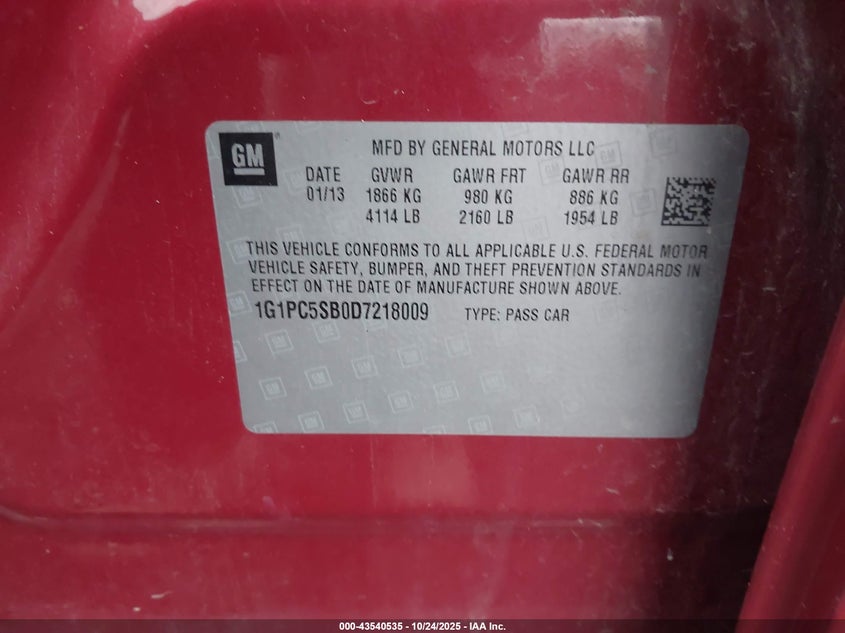 GM
MFD BY GENERAL MOTORS LLC
DATE GVWR GAWR FRT GAWR RR
01/13 1866 KG 980 KG 886 KG
4114 LB 2160 LB 1954 LB
THIS VEHICLE CONFORMS TO ALL APPLICABLE U.S. FEDERAL MOTOR
VEHICLE SAFETY, BUMPER, AND THEFT PREVENTION STANDARDS IN
EFFECT ON THE DATE OF MANUFACTURE SHOWN ABOVE.
1G1PC5SB0D7218009 TYPE: PASS CAR
000-43540535 - 10/24/2025 - IAA Inc.